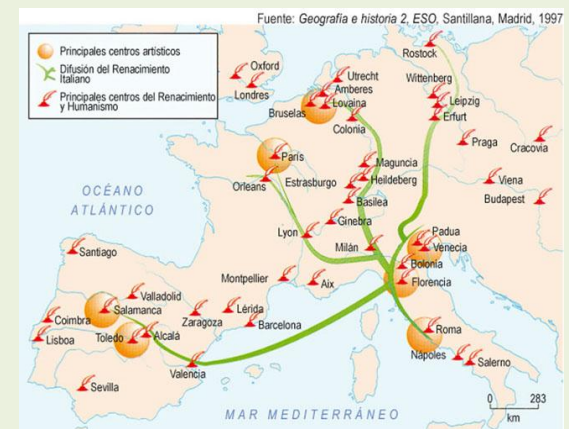 Fuente: Geografía e historia 2, ESO, Santillana, Madrid, 1997
Principales centros artísticos
Difusión del Renacimiento
Italiano
Principales centros del Renacimiento
y Humanismo
Rostock
Oxford
Londres
Utrecht
Amberes
Lovaina
Bruselas
Colonia
Wittenberg
Leipzig
Erfurt
Praga
Cracovia
París
Orleans
Estrasburgo
Maguncia
Heildeberg
Basilea
Viena
Budapest
OCÉANO
ATLÁNTICO
Ginebra
Lyon
Milán
Padua
Venecia
Bolonia
Florencia
Santiago
Montpellier
Aix
Valladolid
Salamanca
Zaragoza
Lérida
Barcelona
Coimbra
Lisboa
Toledo
Alcalá
Valencia
Sevilla
Roma
Nápoles
Salerno
MAR MEDITERRÁNEO
0 283
km